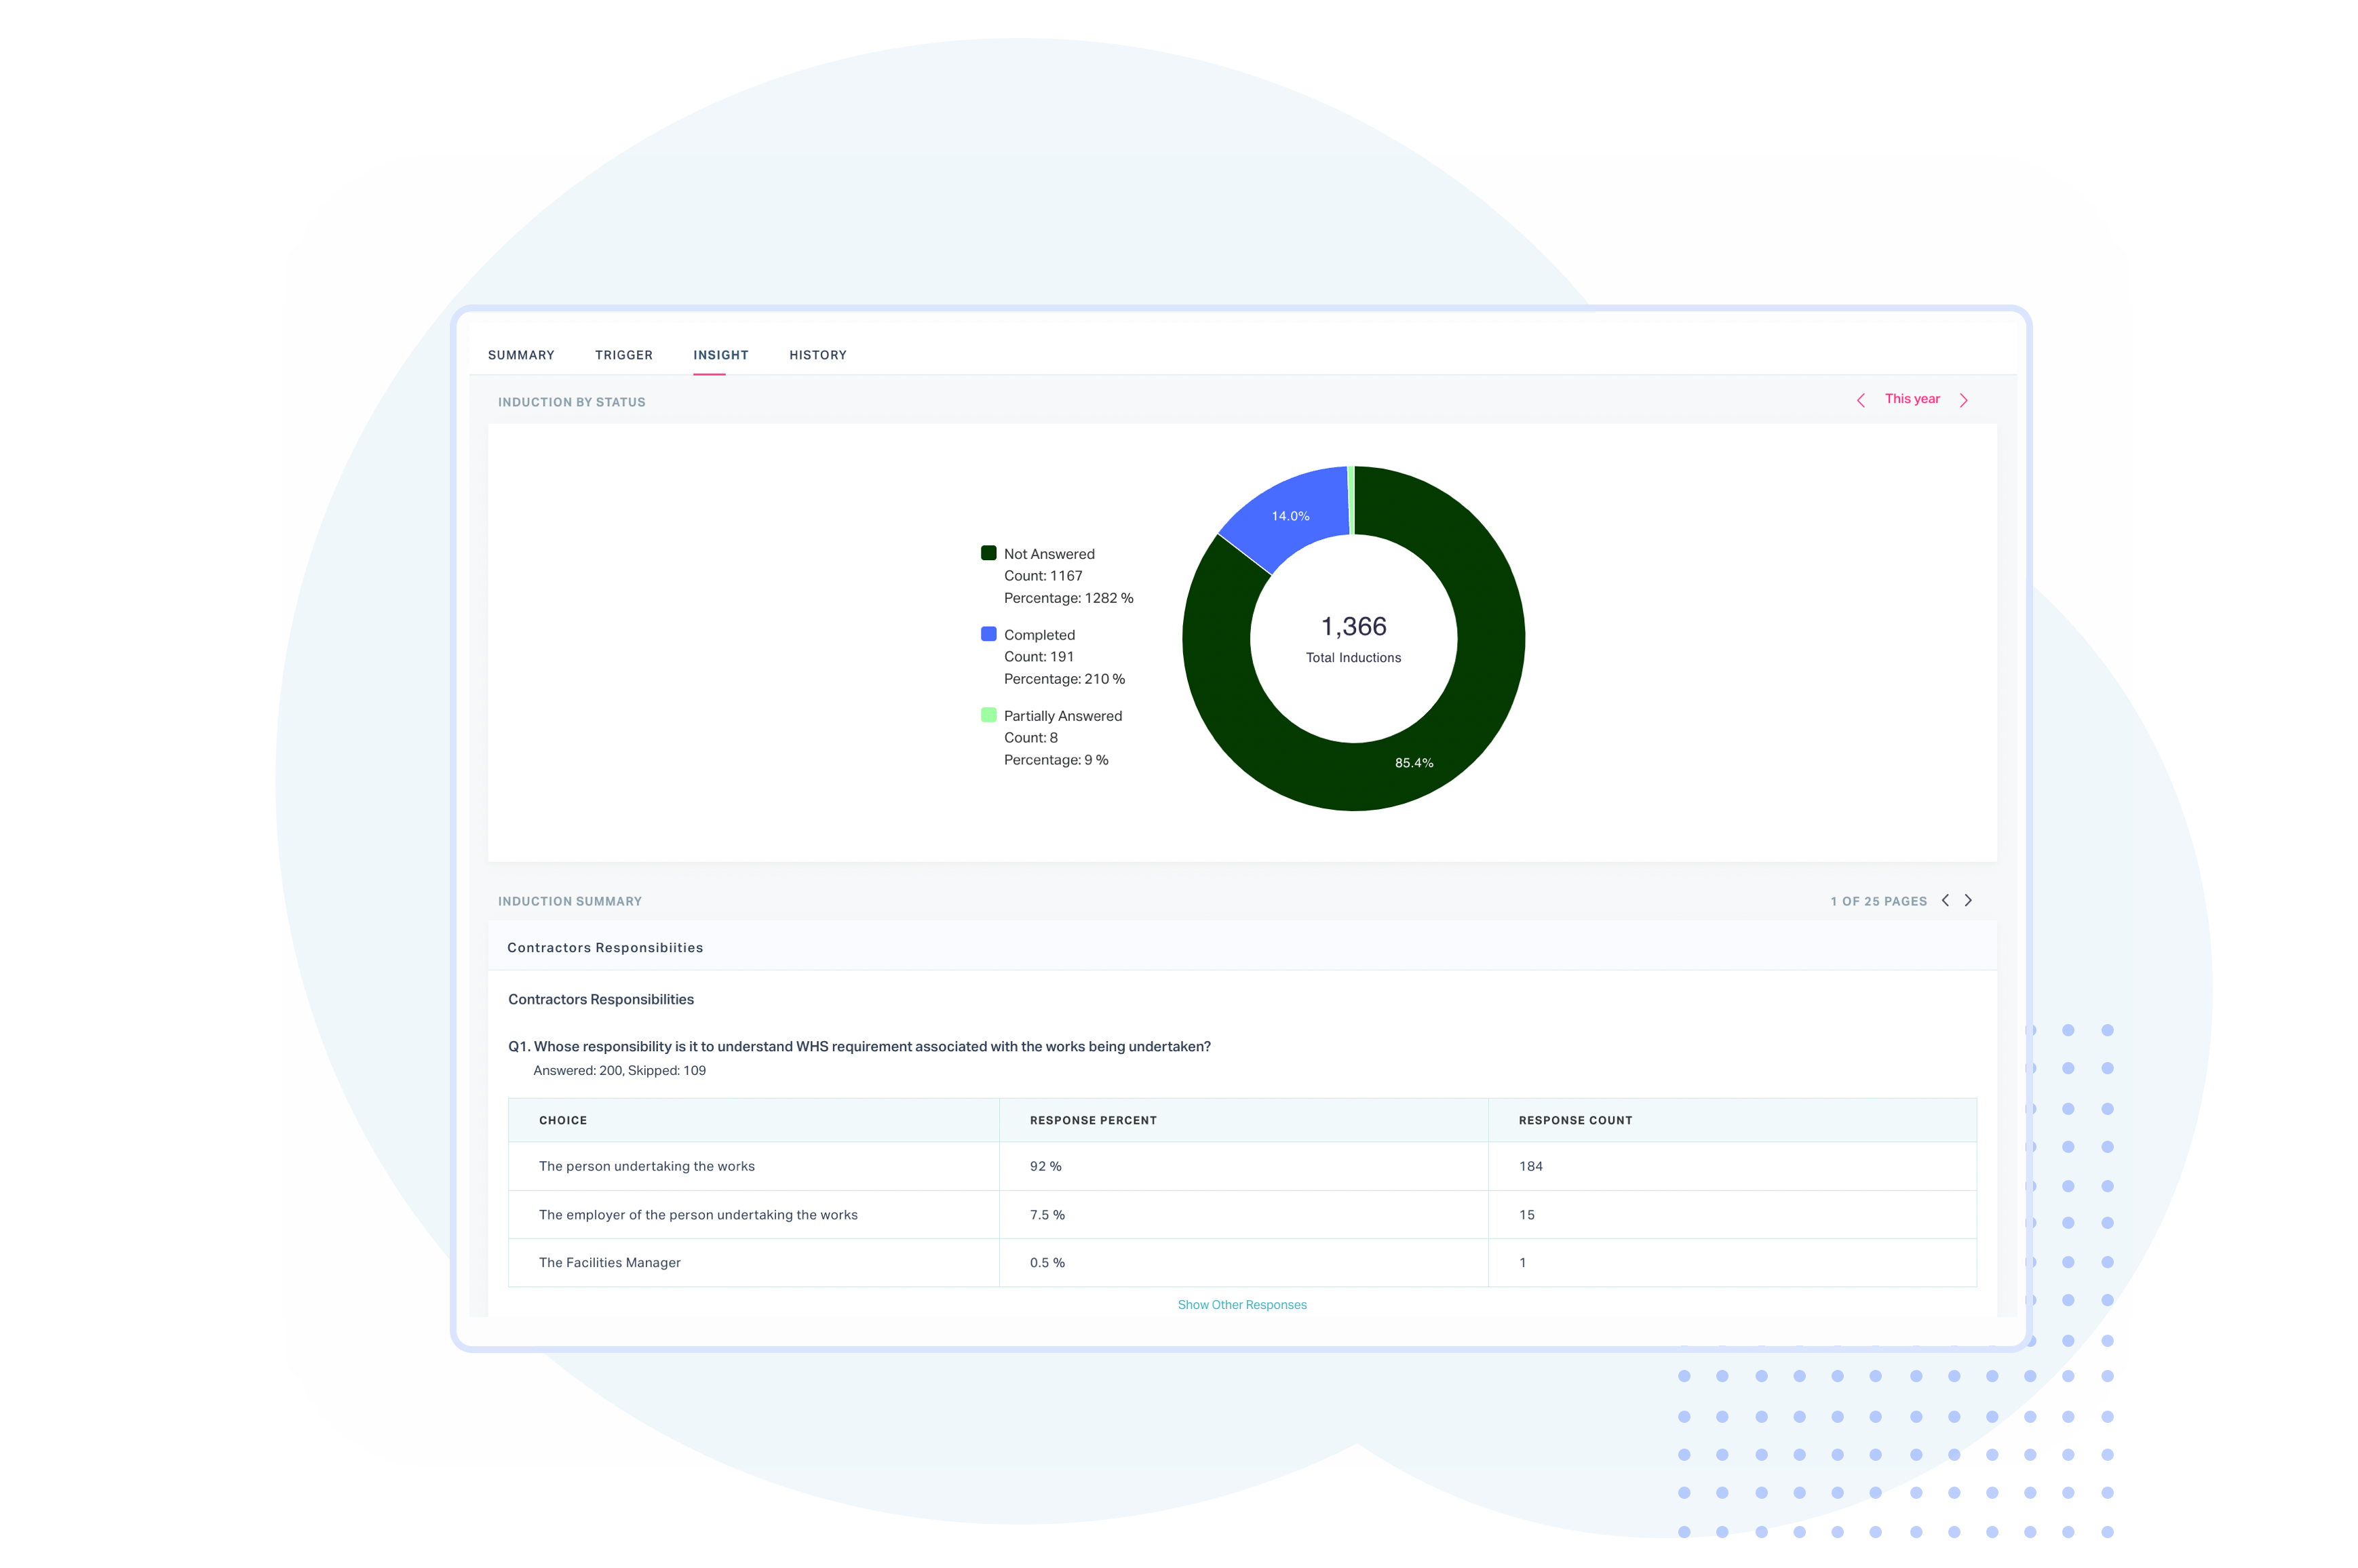 SUMMARY TRIGGER INSIGHT HISTORY
INDUCTION BY STATUS This year
Not Answered
Count: 1167
Percentage: 1282 %
Completed
Count: 191
Percentage: 210 %
Partially Answered
Count: 8
Percentage: 9 %
14.0%
1,366
Total Inductions
85.4%
INDUCTION SUMMARY 1 OF 25 PAGES
Contractors Responsibiities
Contractors Responsibilities
Q1. Whose responsibility is it to understand WHS requirement associated with the works being undertaken?
Answered: 200, Skipped: 109
CHOICE RESPONSE PERCENT RESPONSE COUNT
The person undertaking the works 92 % 184
The employer of the person undertaking the works 7.5 % 15
The Facilities Manager 0.5 % 1
Show Other Responses